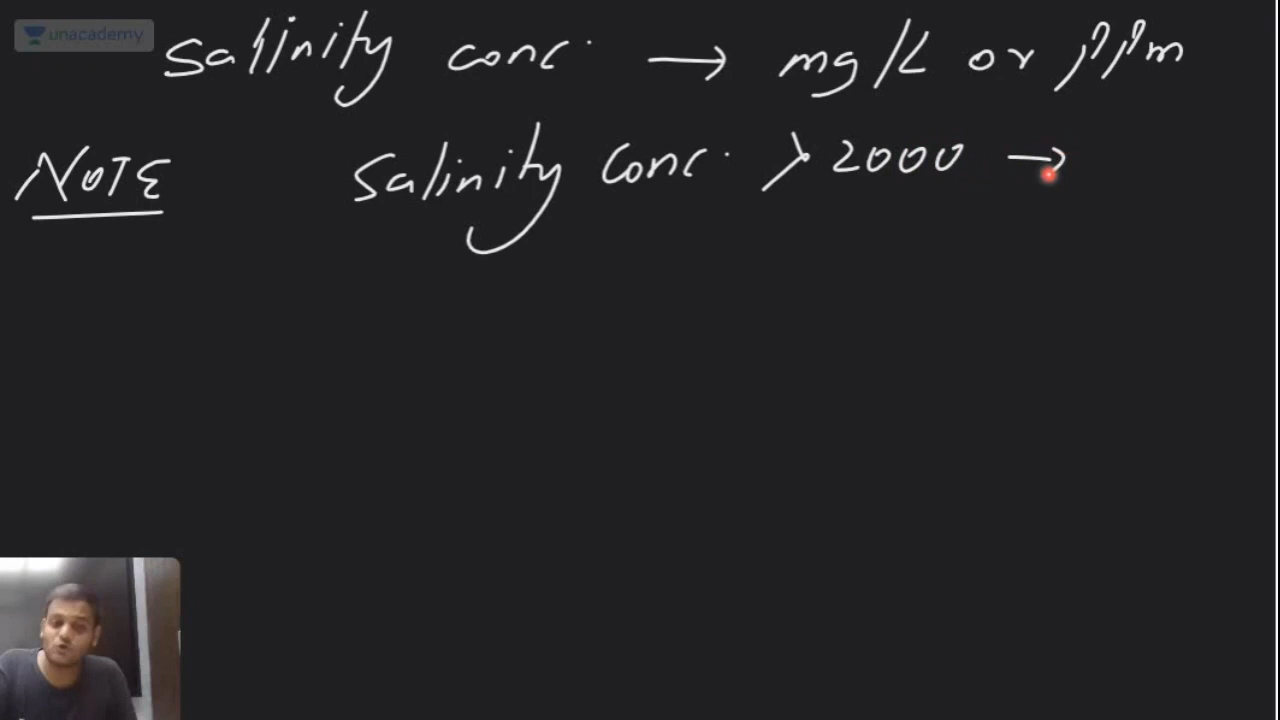 unacademy
Salinity conc. → mg/L or ppm
NOTE Salinity conc. > 2000 →